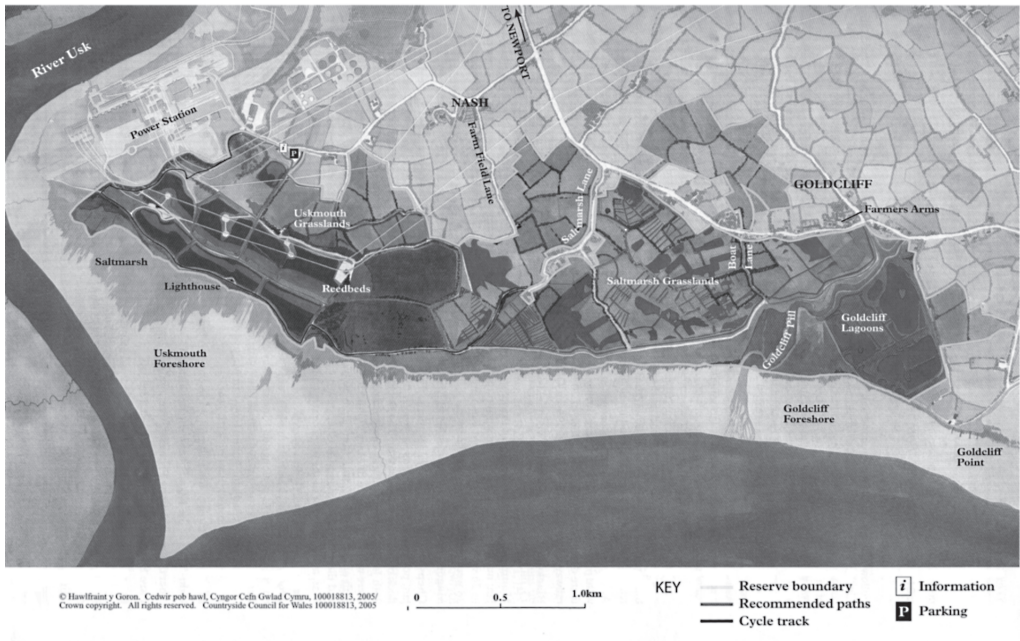 River Usk
TO NEWPORT
Power Station
NASH
Farm Field Lane
i
P
GOLDCLIFF
Farmers Arms
Saltmarsh Lane
Uskmouth
Grasslands
Boat
Lane
Saltmarsh
Lighthouse
Reedbeds
Saltmarsh Grasslands
Goldcliff
Lagoons
Goldcliff Pill
Uskmouth
Foreshore
Goldcliff
Foreshore
Goldcliff
Point
© Hawlfraint y Goron. Cedwir pob hawl, Cyngor Cefn Gwlad Cymru, 100018813, 2005/
Crown copyright. All rights reserved. Countryside Council for Wales 100018813, 2005
0 0.5 1.0km
KEY
Reserve boundary
Recommended paths
Cycle track
i Information
P Parking